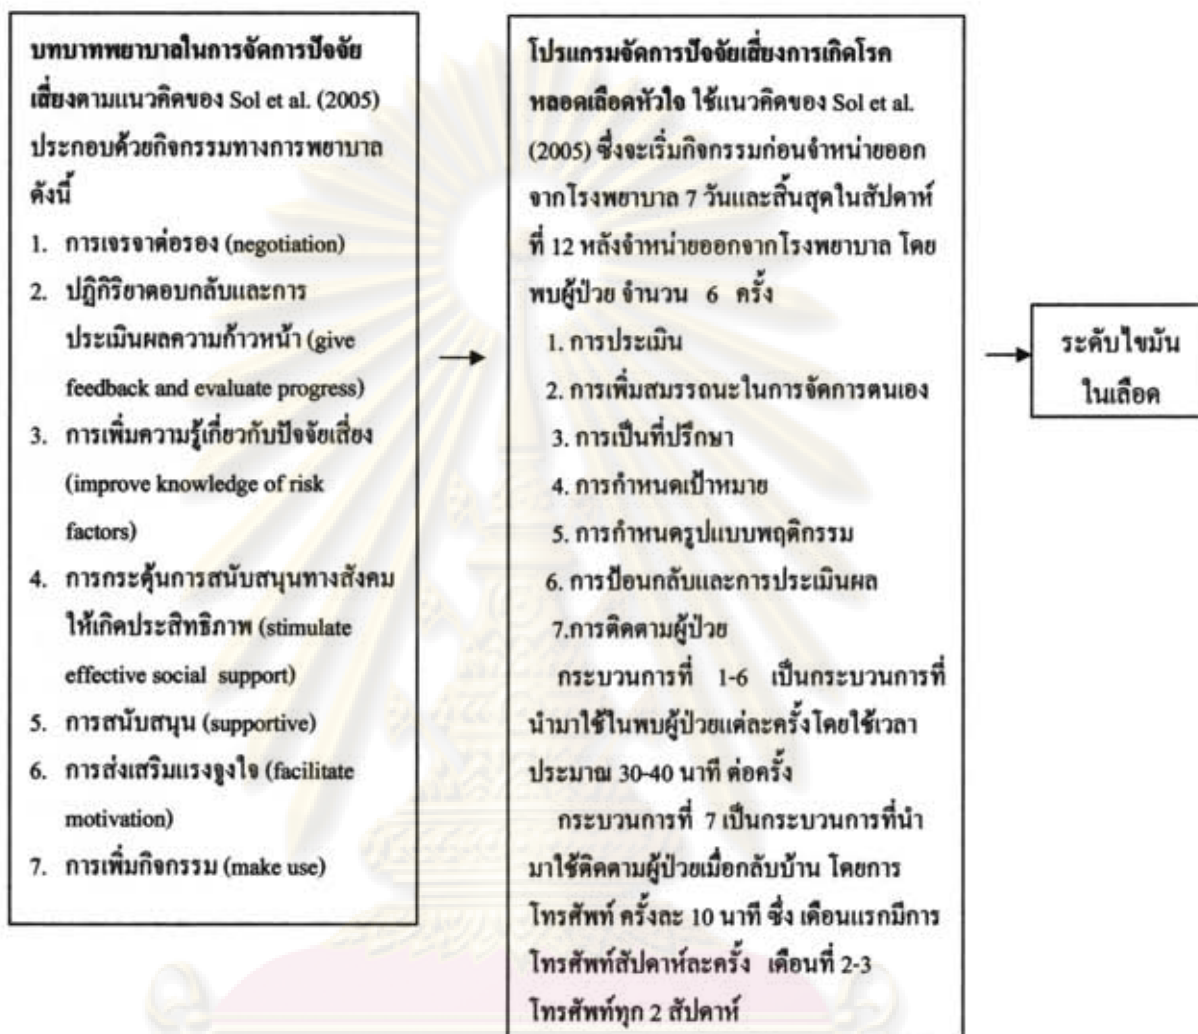 บทบาทพยาบาลในการจัดการปัจจัย
เสี่ยงตามแนวคิดของ Sol et al. (2005)
ประกอบด้วยกิจกรรมทางการพยาบาล
ดังนี้
1. การเจรจาต่อรอง (negotiation)
2. ปฏิกิริยาตอบกลับและการ
ประเมินผลความก้าวหน้า (give
feedback and evaluate progress)
3. การเพิ่มความรู้เกี่ยวกับปัจจัยเสี่ยง
(improve knowledge of risk
factors)
4. การกระตุ้นการสนับสนุนทางสังคม
ให้เกิดประสิทธิภาพ (stimulate
effective social support)
5. การสนับสนุน (supportive)
6. การส่งเสริมแรงจูงใจ (facilitate
motivation)
7. การเพิ่มกิจกรรม (make use)
โปรแกรมจัดการปัจจัยเสี่ยงการเกิดโรค
หลอดเลือดหัวใจ ใช้แนวคิดของ Sol et al.
(2005) ซึ่งจะเริ่มกิจกรรมก่อนจำหน่ายออก
จากโรงพยาบาล 7 วันและสิ้นสุดในสัปดาห์
ที่ 12 หลังจำหน่ายออกจากโรงพยาบาล โดย
พบผู้ป่วย จำนวน 6 ครั้ง
1. การประเมิน
2. การเพิ่มสมรรถนะในการจัดการตนเอง
3. การเป็นที่ปรึกษา
4. การกำหนดเป้าหมาย
5. การกำหนดรูปแบบพฤติกรรม
6. การป้อนกลับและการประเมินผล
7.การติดตามผู้ป่วย
กระบวนการที่ 1-6 เป็นกระบวนการที่
นำมาใช้ในพบผู้ป่วยแต่ละครั้งโดยใช้เวลา
ประมาณ 30-40 นาที ต่อครั้ง
กระบวนการที่ 7 เป็นกระบวนการที่นำ
มาใช้ติดตามผู้ป่วยเมื่อกลับบ้าน โดยการ
โทรศัพท์ ครั้งละ 10 นาที ซึ่ง เดือนแรกมีการ
โทรศัพท์สัปดาห์ละครั้ง เดือนที่ 2-3
โทรศัพท์ทุก 2 สัปดาห์
ระดับไขมัน
ในเลือด